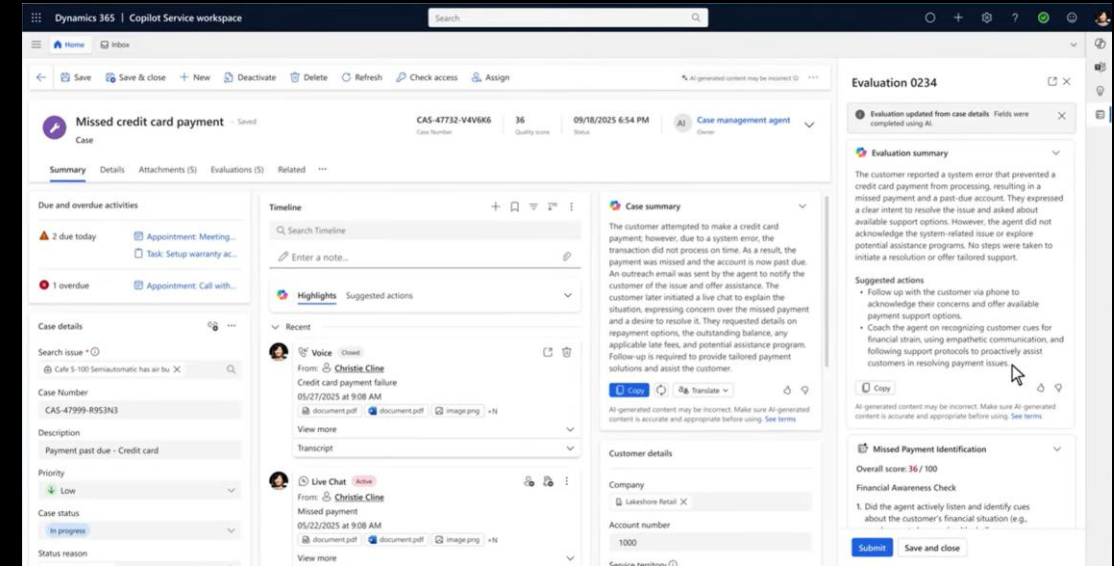 Dynamics 365 | Copilot Service workspace
Search
Home
Inbox
Save
Save & close
New
Deactivate
Delete
Refresh
Check access
Assign
AI generated content may be incorrect
Missed credit card payment - Saved
Case
CAS-47732-V4V6K6
Case Number
36
Quality score
09/18/2025 6:54 PM
Status
AI
Case management agent
Owner
Summary
Details
Attachments (5)
Evaluations (5)
Related
Due and overdue activities
2 due today
Appointment: Meeting...
Task: Setup warranty ac...
1 overdue
Appointment: Call with...
Case details
Search issue *
Cafe S-100 Semiautomatic has air bu
Case Number
CAS-47999-R9S3N3
Description
Payment past due - Credit card
Priority
Low
Case status
In progress
Status reason
Timeline
Search Timeline
Enter a note...
Highlights
Suggested actions
Recent
Voice
Closed
From: Christie Cline
Credit card payment failure
05/27/2025 at 9:08 AM
document.pdf
document.pdf
image.png
+N
View more
Transcript
Live Chat
Active
From: Christie Cline
Missed payment
05/22/2025 at 9:08 AM
document.pdf
document.pdf
image.png
+N
View more
Case summary
The customer attempted to make a credit card
payment; however, due to a system error, the
transaction did not process on time. As a result, the
payment was missed and the account is now past due.
An outreach email was sent by the agent to notify the
customer of the issue and offer assistance. The
customer later initiated a live chat to explain the
situation, expressing concern over the missed payment
and a desire to resolve it. They requested details on
repayment options, the outstanding balance, any
applicable late fees, and potential assistance program.
Follow-up is required to provide tailored payment
solutions and assist the customer.
Copy
Translate
AI-generated content may be incorrect. Make sure AI-generated
content is accurate and appropriate before using. See terms
Customer details
Company
Lakeshore Retail
Account number
1000
Service territory
Evaluation 0234
Evaluation updated from case details Fields were
completed using AI.
Evaluation summary
The customer reported a system error that prevented a
credit card payment from processing, resulting in a
missed payment and a past-due account. They expressed
a clear intent to resolve the issue and asked about
available support options. However, the agent did not
acknowledge the system-related issue or explore
potential assistance programs. No steps were taken to
initiate a resolution or offer tailored support.
Suggested actions
• Follow up with the customer via phone to
acknowledge their concerns and offer available
payment support options.
• Coach the agent on recognizing customer cues for
financial strain, using empathetic communication, and
following support protocols to proactively assist
customers in resolving payment issues.
Copy
AI-generated content may be incorrect. Make sure AI-generated
content is accurate and appropriate before using. See terms
Missed Payment Identification
Overall score: 36 / 100
Financial Awareness Check
1. Did the agent actively listen and identify cues
about the customer's financial situation (e.g.,
Submit
Save and close